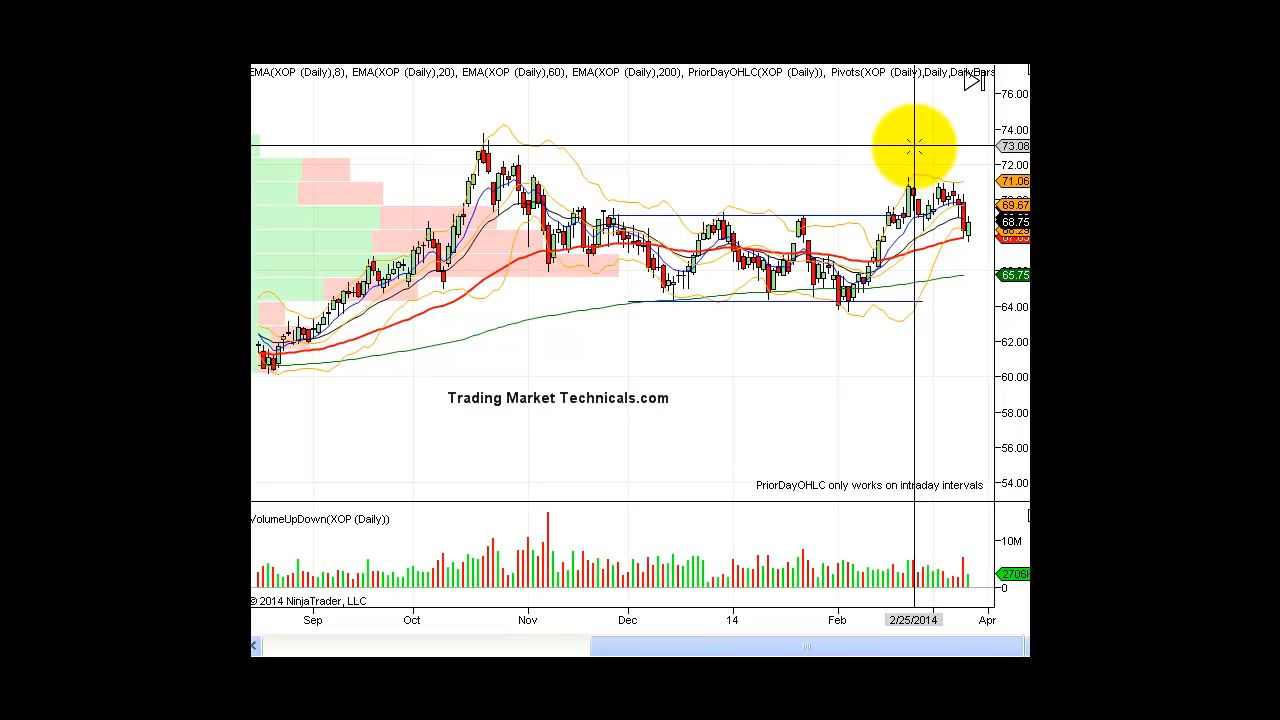 EMA(XOP (Daily),8), EMA(XOP (Daily),20), EMA(XOP (Daily),60), EMA(XOP (Daily),200), PriorDayOHLC(XOP (Daily)), Pivots(XOP (Daily),Daily,DailyBars
76.00
74.00
73.08
72.00
71.06
69.67
68.75
65.75
64.00
62.00
60.00
58.00
56.00
54.00
Trading Market Technicals.com
PriorDayOHLC only works on intraday intervals
VolumeUpDown(XOP (Daily))
10M
2706K
0
© 2014 NinjaTrader, LLC
Sep Oct Nov Dec 14 Feb 2/25/2014 Apr